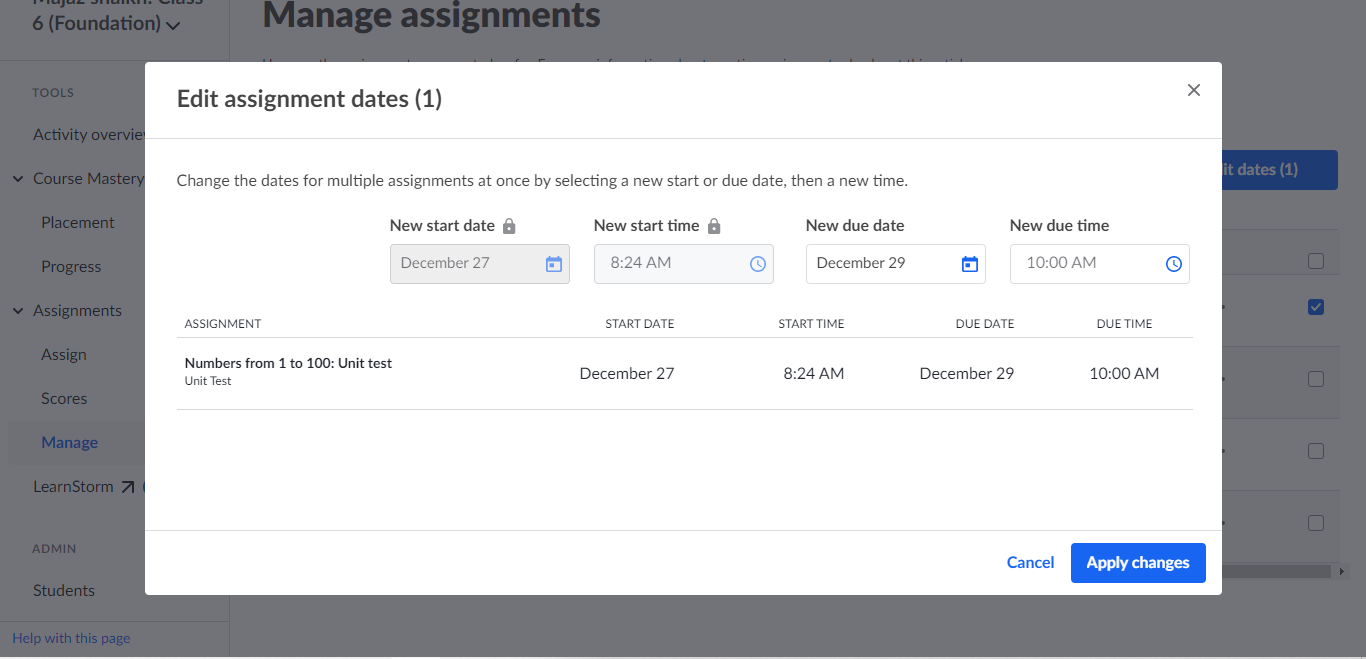 6 (Foundation)
Manage assignments
TOOLS
Activity overvie
Course Mastery
Placement
Progress
Assignments
Assign
Scores
Manage
LearnStorm
ADMIN
Students
Help with this page
Edit assignment dates (1)
Change the dates for multiple assignments at once by selecting a new start or due date, then a new time.
New start date New start time New due date New due time
December 27 8:24 AM December 29 10:00 AM
ASSIGNMENT START DATE START TIME DUE DATE DUE TIME
Numbers from 1 to 100: Unit test December 27 8:24 AM December 29 10:00 AM
Unit Test
Cancel Apply changes
it dates (1)